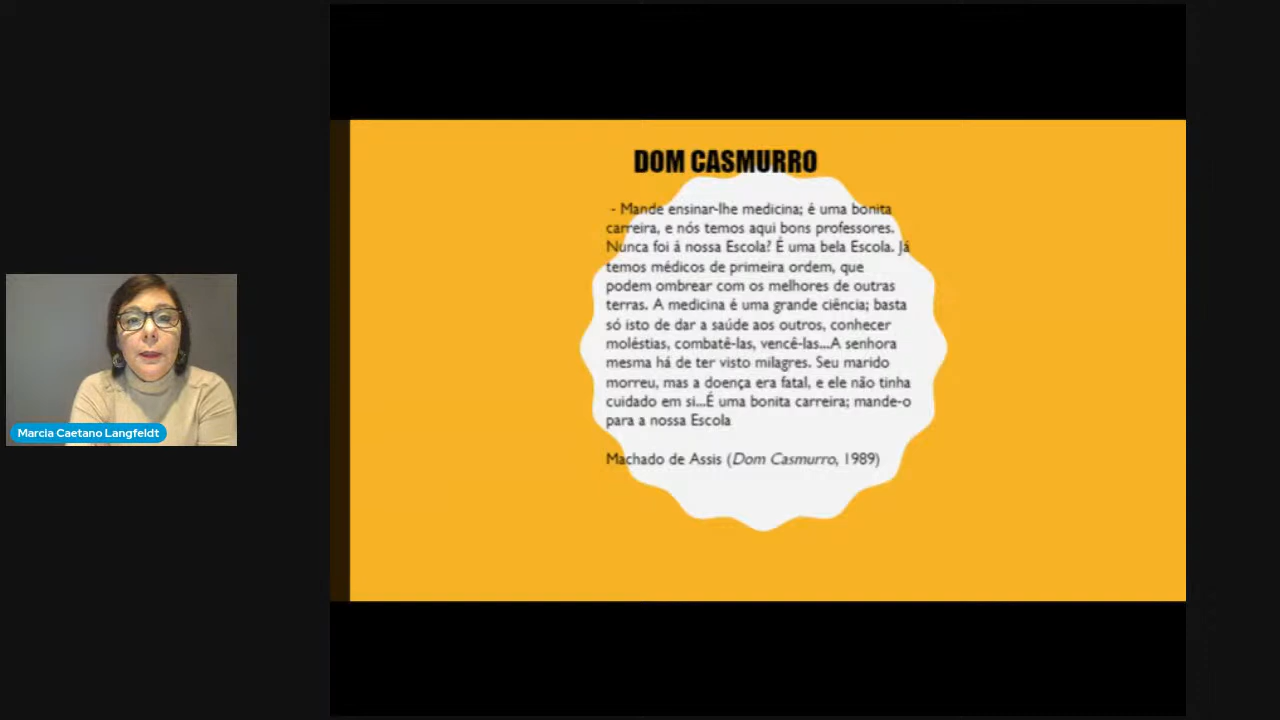 DOM CASMURRO
- Mande ensinar-lhe medicina; é uma bonita
carreira, e nós temos aqui bons professores.
Nunca foi á nossa Escola? É uma bela Escola. Já
temos médicos de primeira ordem, que
podem ombrear com os melhores de outras
terras. A medicina é uma grande ciência; basta
só isto de dar a saúde aos outros, conhecer
moléstias, combatê-las, vencê-las...A senhora
mesma há de ter visto milagres. Seu marido
morreu, mas a doença era fatal, e ele não tinha
cuidado em si...É uma bonita carreira; mande-o
para a nossa Escola
Machado de Assis (Dom Casmurro, 1989)
Marcia Caetano Langfeldt